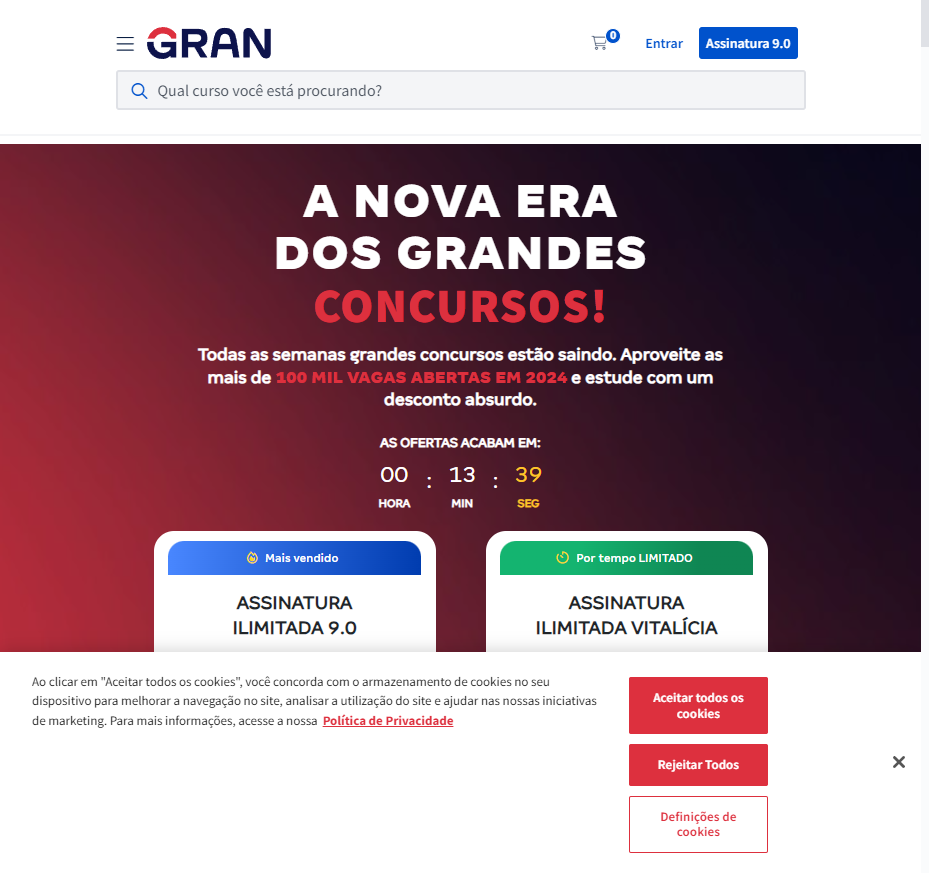 GRAN
0
Entrar
Assinatura 9.0
Qual curso você está procurando?
A NOVA ERA
DOS GRANDES
CONCURSOS!
Todas as semanas grandes concursos estão saindo. Aproveite as
mais de 100 MIL VAGAS ABERTAS EM 2024 e estude com um
desconto absurdo.
AS OFERTAS ACABAM EM:
00 : 13 : 39
HORA MIN SEG
Mais vendido
ASSINATURA
ILIMITADA 9.0
Por tempo LIMITADO
ASSINATURA
ILIMITADA VITALÍCIA
Ao clicar em "Aceitar todos os cookies", você concorda com o armazenamento de cookies no seu
dispositivo para melhorar a navegação no site, analisar a utilização do site e ajudar nas nossas iniciativas
de marketing. Para mais informações, acesse a nossa Política de Privacidade
Aceitar todos os
cookies
Rejeitar Todos
Definições de
cookies